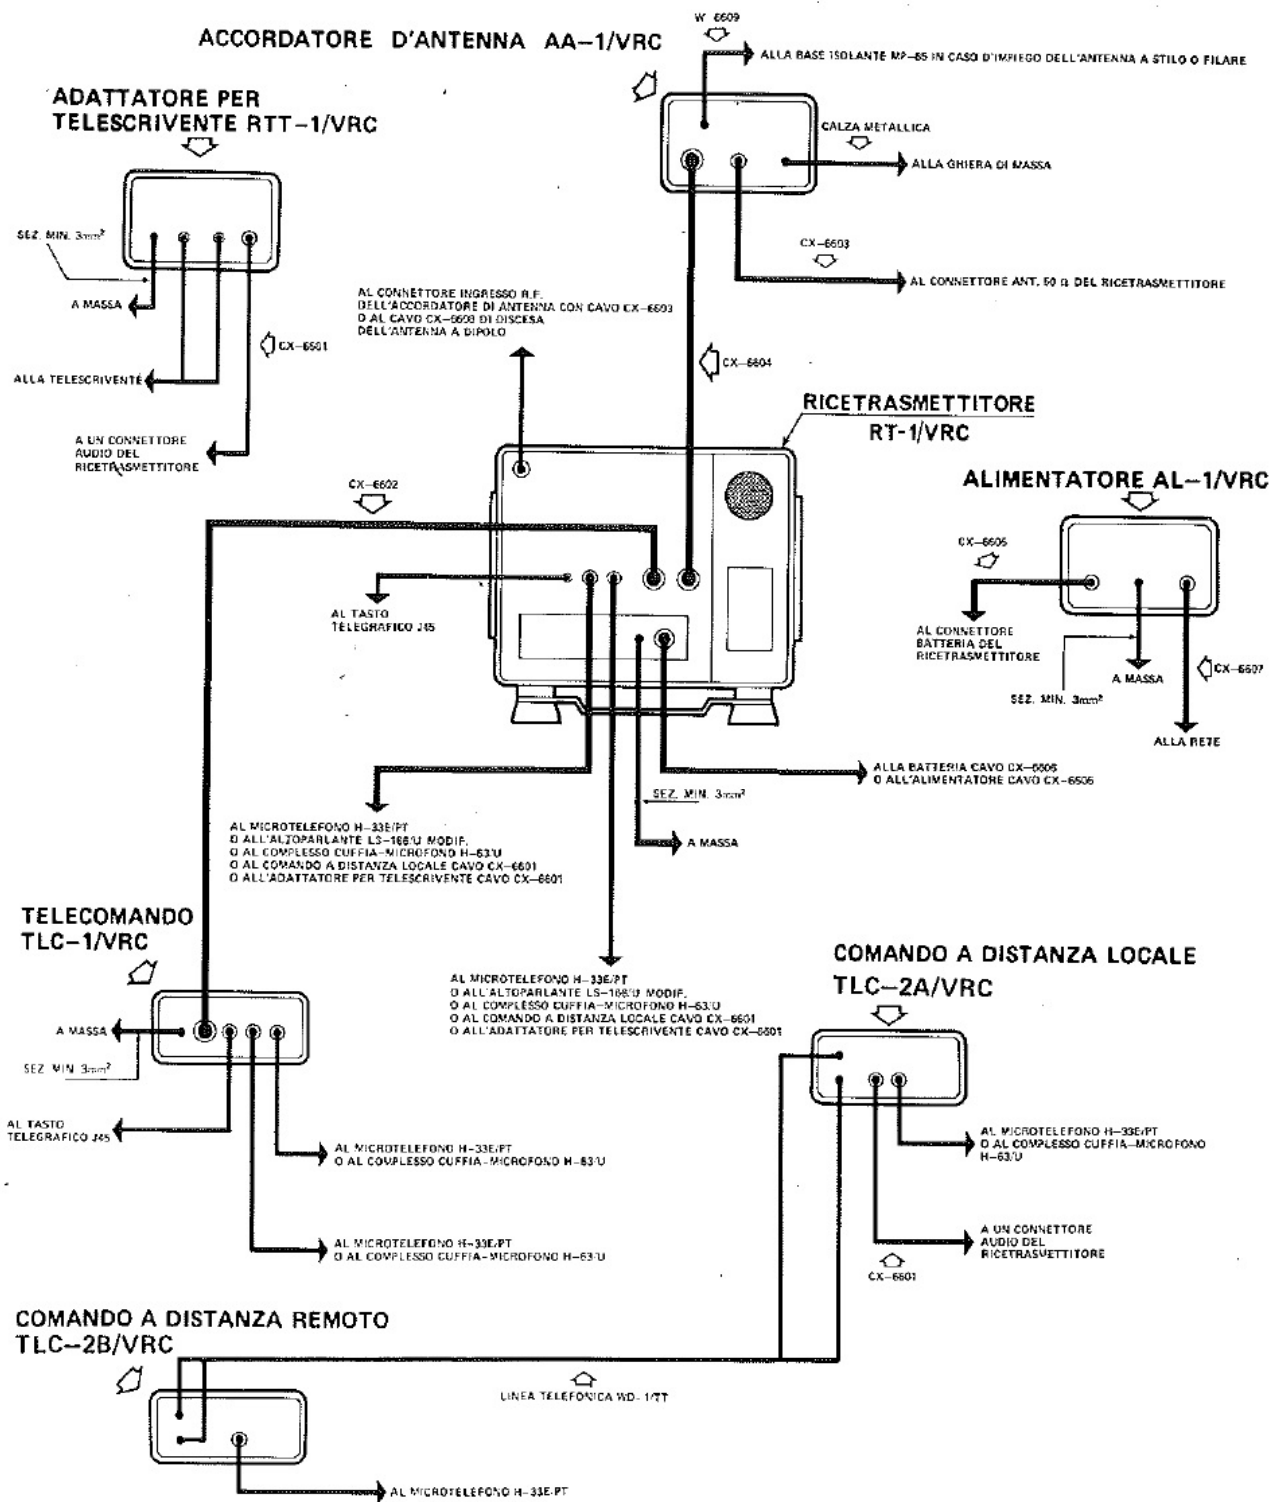 W 6609
ACCORDATORE D'ANTENNA AA-1/VRC
ALLA BASE ISOLANTE MP-65 IN CASO D'IMPIEGO DELL'ANTENNA A STILO O FILARE
ADATTATORE PER
TELESCRIVENTE RTT-1/VRC
CALZA METALLICA
ALLA GHIERA DI MASSA
SEZ. MIN. 3mm²
CX-6603
A MASSA
AL CONNETTORE ANT. 50 Ω DEL RICETRASMETTITORE
AL CONNETTORE INGRESSO R.F.
DELL'ACCORDATORE DI ANTENNA CON CAVO CX-6603
O AL CAVO CX-6608 DI DISCESA
DELL'ANTENNA A DIPOLO
CX-6601
CX-6604
ALLA TELESCRIVENTE
RICETRASMETTITORE
RT-1/VRC
A UN CONNETTORE
AUDIO DEL
RICETRASMETTITORE
CX-6602
ALIMENTATORE AL-1/VRC
CX-6605
AL TASTO
TELEGRAFICO J45
AL CONNETTORE
BATTERIA DEL
RICETRASMETTITORE
CX-6607
A MASSA
SEZ. MIN. 3mm²
ALLA RETE
ALLA BATTERIA CAVO CX-6606
O ALL'ALIMENTATORE CAVO CX-6605
SEZ. MIN. 3mm²
A MASSA
AL MICROTELEFONO H-33E/PT
O ALL'ALTOPARLANTE LS-166/U MODIF.
O AL COMPLESSO CUFFIA-MICROFONO H-63/U
O AL COMANDO A DISTANZA LOCALE CAVO CX-6601
O ALL'ADATTATORE PER TELESCRIVENTE CAVO CX-6601
TELECOMANDO
TLC-1/VRC
COMANDO A DISTANZA LOCALE
TLC-2A/VRC
AL MICROTELEFONO H-33E/PT
O ALL'ALTOPARLANTE LS-166/U MODIF.
O AL COMPLESSO CUFFIA-MICROFONO H-63/U
O AL COMANDO A DISTANZA LOCALE CAVO CX-6601
O ALL'ADATTATORE PER TELESCRIVENTE CAVO CX-6601
A MASSA
SEZ MIN 3mm²
AL TASTO
TELEGRAFICO J45
AL MICROTELEFONO H-33E/PT
O AL COMPLESSO CUFFIA-MICROFONO H-63/U
AL MICROTELEFONO H-33E/PT
O AL COMPLESSO CUFFIA-MICROFONO
H-63/U
A UN CONNETTORE
AUDIO DEL
RICETRASMETTITORE
AL MICROTELEFONO H-33E/PT
O AL COMPLESSO CUFFIA-MICROFONO H-63/U
CX-6601
COMANDO A DISTANZA REMOTO
TLC-2B/VRC
LINEA TELEFONICA WD-1/TT
AL MICROTELEFONO H-33E/PT